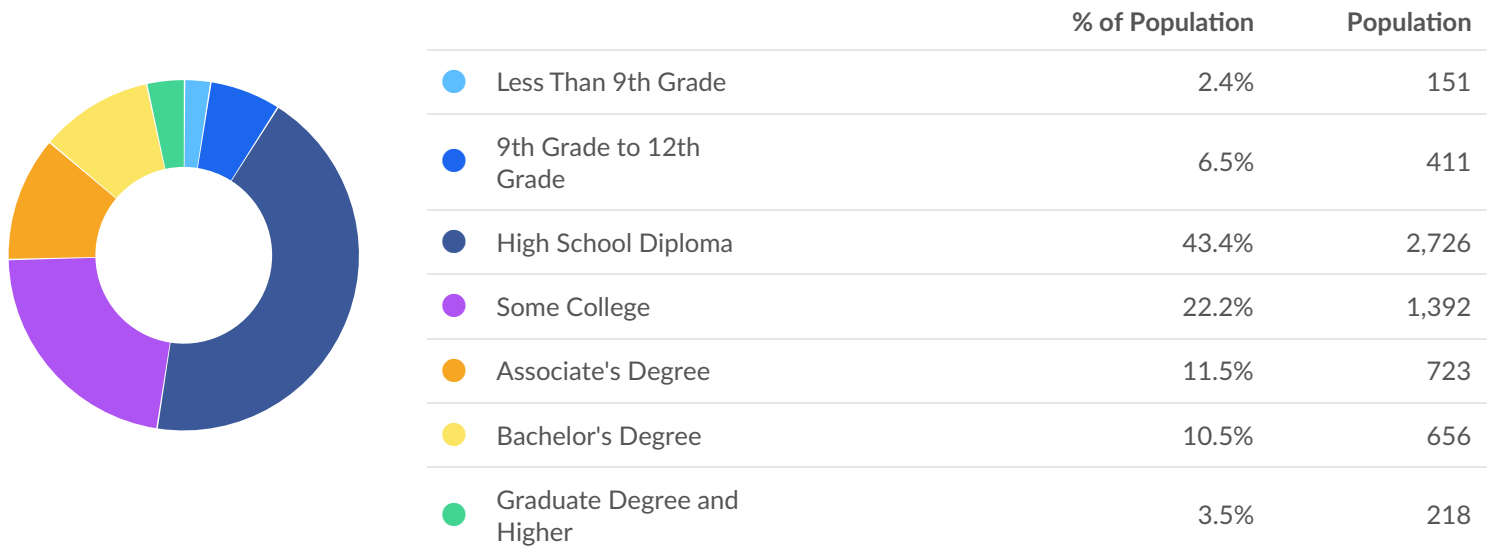 % of Population Population
Less Than 9th Grade 2.4% 151
9th Grade to 12th
Grade 6.5% 411
High School Diploma 43.4% 2,726
Some College 22.2% 1,392
Associate's Degree 11.5% 723
Bachelor's Degree 10.5% 656
Graduate Degree and
Higher 3.5% 218